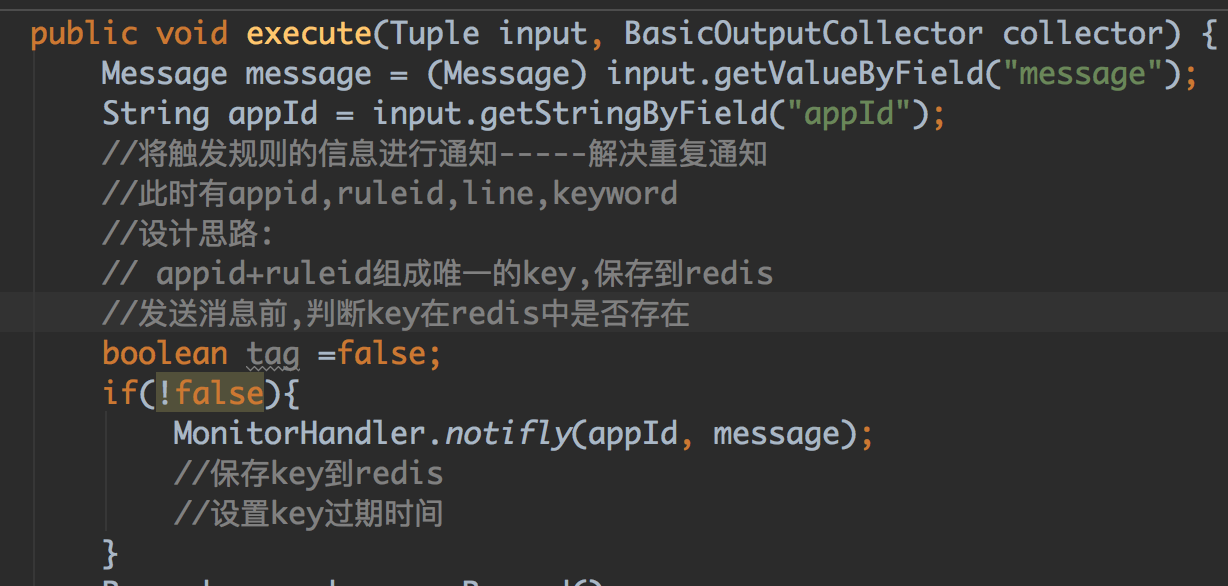 public void execute(Tuple input, BasicOutputCollector collector) {
Message message = (Message) input.getValueByField("message");
String appId = input.getStringByField("appId");
//将触发规则的信息进行通知-----解决重复通知
//此时有appid,ruleid,line,keyword
//设计思路:
// appid+ruleid组成唯一的key,保存到redis
//发送消息前,判断key在redis中是否存在
boolean tag =false;
if(!false){
MonitorHandler.notifly(appId, message);
//保存key到redis
//设置key过期时间
}